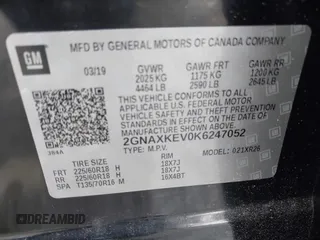 GM
MFD BY GENERAL MOTORS OF CANADA COMPANY
03/19 GVWR GAWR FRT GAWR RR
2025 KG 1175 KG 1200 KG
4464 LB 2590 LB 2645 LB
THIS VEHICLE CONFORMS TO ALL APPLICABLE
U.S. FEDERAL MOTOR VEHICLE SAFETY AND
THEFT PREVENTION STANDARDS IN EFFECT ON THE DATE OF
MANUFACTURE SHOWN ABOVE.
2GNAXKEV0K6247052
TYPE: M.P.V. 021XR26
TIRE SIZE RIM
FRT 225/60R18 H 18X7J
RR 225/60R18 H 18X7J
SPA T135/70R16 M 16X4BT
DASHBOARD AUTO